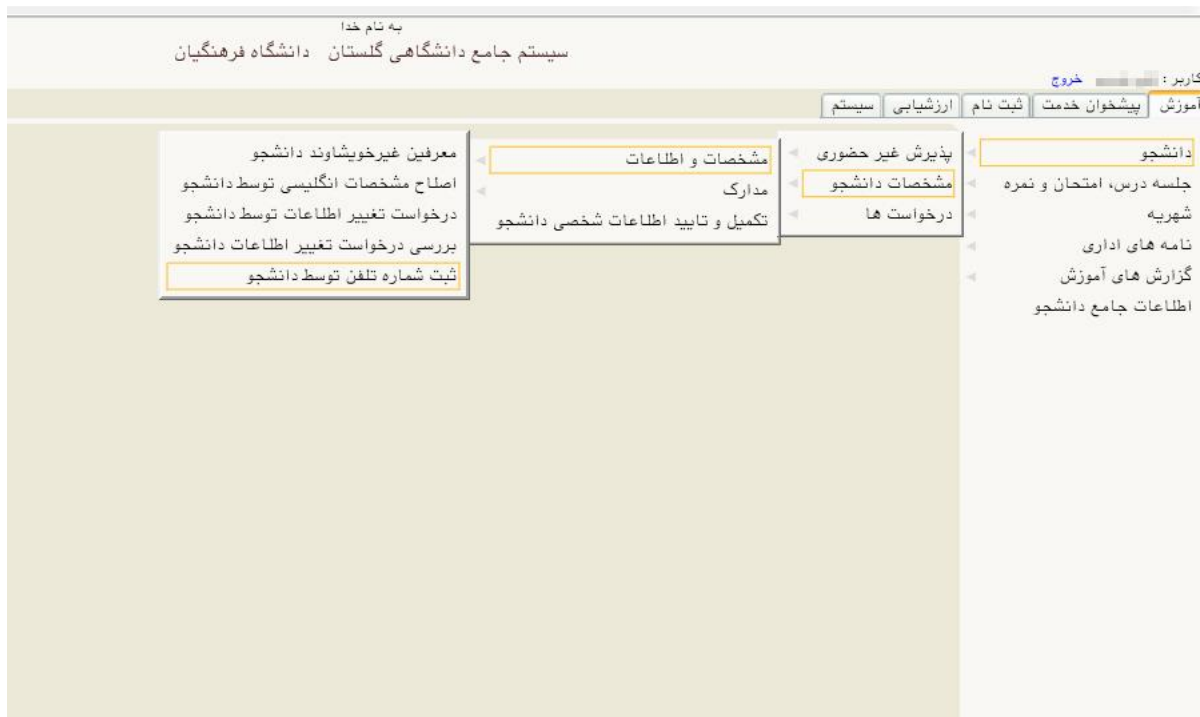 به نام خدا
سیستم جامع دانشگاهی گلستان دانشگاه فرهنگیان
کاربر : خروج
آموزش پیشخوان خدمت ثبت نام ارزشیابی سیستم
دانشجو
جلسه درس، امتحان و نمره
شهریه
نامه های اداری
گزارش های آموزش
اطلاعات جامع دانشجو
پذیرش غیر حضوری
مشخصات دانشجو
درخواست ها
مشخصات و اطلاعات
مدارک
تکمیل و تایید اطلاعات شخصی دانشجو
معرفین غیرخویشاوند دانشجو
اصلاح مشخصات انگلیسی توسط دانشجو
درخواست تغییر اطلاعات توسط دانشجو
بررسی درخواست تغییر اطلاعات دانشجو
ثبت شماره تلفن توسط دانشجو